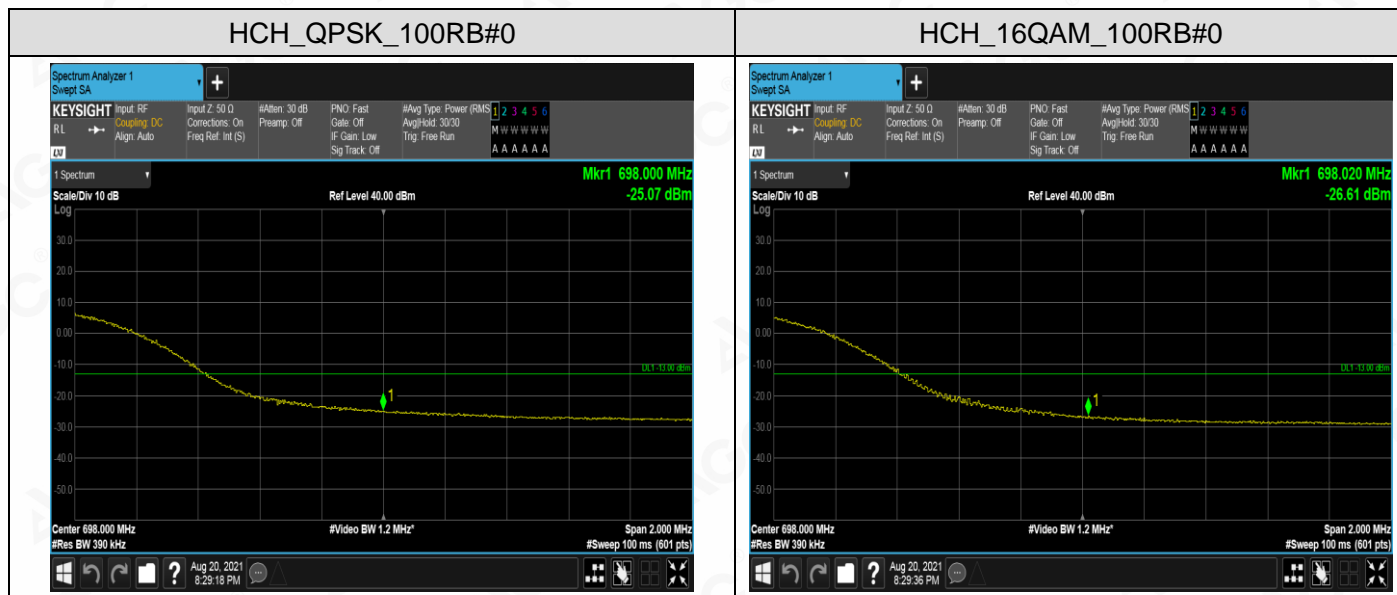 HCH_QPSK_100RB#0
HCH_16QAM_100RB#0
Spectrum Analyzer 1
Swept SA
+
KEYSIGHT
RL
Input: RF
Coupling: DC
Align: Auto
Input Z: 50 Ω
Corrections: On
Freq Ref: Int (S)
#Atten: 30 dB
Preamp: Off
PNO: Fast
Gate: Off
IF Gain: Low
Sig Track: Off
#Avg Type: Power (RMS
Avg|Hold: 30/30
Trig: Free Run
1 2 3 4 5 6
M W W W W W
A A A A A A
LXI
1 Spectrum
Scale/Div 10 dB
Log
Ref Level 40.00 dBm
Mkr1 698.000 MHz
-25.07 dBm
30.0
20.0
10.0
0.00
-10.0
-20.0
-30.0
-40.0
-50.0
DL1 -13.00 dBm
1
Center 698.000 MHz
#Res BW 390 kHz
#Video BW 1.2 MHz*
Span 2.000 MHz
#Sweep 100 ms (601 pts)
?
Aug 20, 2021
8:29:18 PM
Spectrum Analyzer 1
Swept SA
+
KEYSIGHT
RL
Input: RF
Coupling: DC
Align: Auto
Input Z: 50 Ω
Corrections: On
Freq Ref: Int (S)
#Atten: 30 dB
Preamp: Off
PNO: Fast
Gate: Off
IF Gain: Low
Sig Track: Off
#Avg Type: Power (RMS
Avg|Hold: 30/30
Trig: Free Run
1 2 3 4 5 6
M W W W W W
A A A A A A
LXI
1 Spectrum
Scale/Div 10 dB
Log
Ref Level 40.00 dBm
Mkr1 698.020 MHz
-26.61 dBm
30.0
20.0
10.0
0.00
-10.0
-20.0
-30.0
-40.0
-50.0
DL1 -13.00 dBm
1
Center 698.000 MHz
#Res BW 390 kHz
#Video BW 1.2 MHz*
Span 2.000 MHz
#Sweep 100 ms (601 pts)
?
Aug 20, 2021
8:29:36 PM